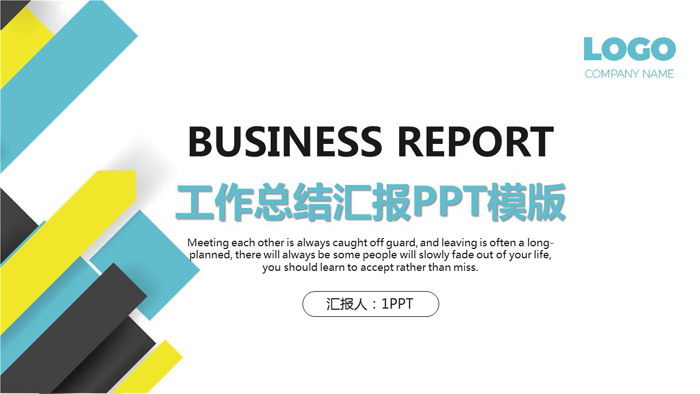 LOGO
COMPANY NAME
BUSINESS REPORT
工作总结汇报PPT模版
Meeting each other is always caught off guard, and leaving is often a long-
planned, there will always be some people will slowly fade out of your life,
you should learn to accept rather than miss.
汇报人：1PPT